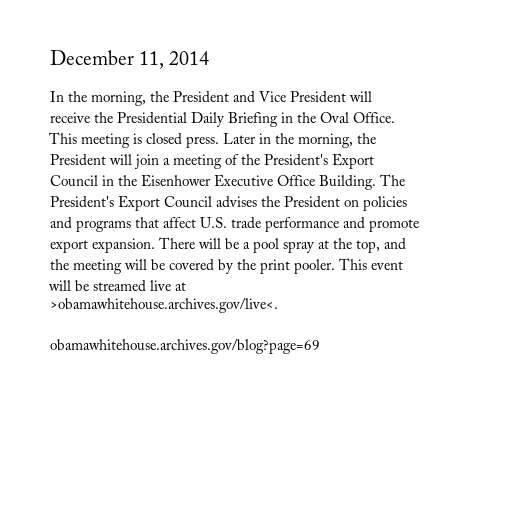 December 11, 2014
In the morning, the President and Vice President will
receive the Presidential Daily Briefing in the Oval Office.
This meeting is closed press. Later in the morning, the
President will join a meeting of the President's Export
Council in the Eisenhower Executive Office Building. The
President's Export Council advises the President on policies
and programs that affect U.S. trade performance and promote
export expansion. There will be a pool spray at the top, and
the meeting will be covered by the print pooler. This event
will be streamed live at
>obamawhitehouse.archives.gov/live<.
obamawhitehouse.archives.gov/blog?page=69